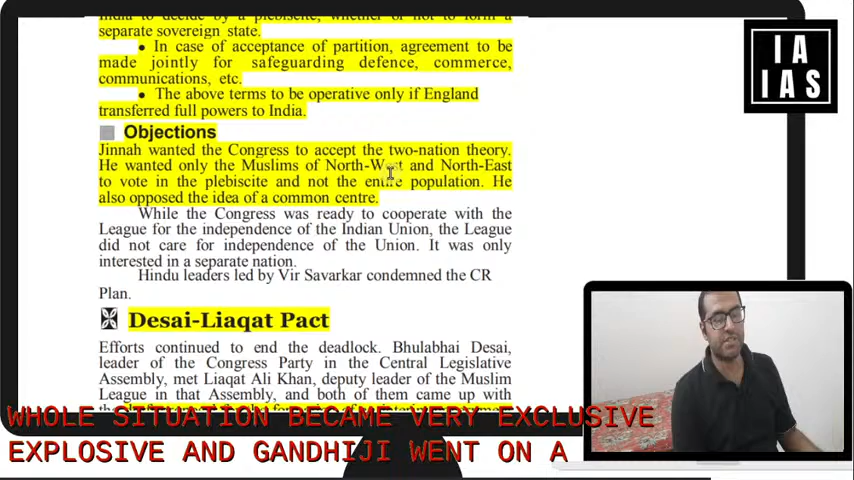 India to decide by a plebiscite, whether or not to form a
separate sovereign state.
• In case of acceptance of partition, agreement to be
made jointly for safeguarding defence, commerce,
communications, etc.
• The above terms to be operative only if England
transferred full powers to India.
Objections
Jinnah wanted the Congress to accept the two-nation theory.
He wanted only the Muslims of North-West and North-East
to vote in the plebiscite and not the entire population. He
also opposed the idea of a common centre.
While the Congress was ready to cooperate with the
League for the independence of the Indian Union, the League
did not care for independence of the Union. It was only
interested in a separate nation.
Hindu leaders led by Vir Savarkar condemned the CR
Plan.
Desai-Liaqat Pact
Efforts continued to end the deadlock. Bhulabhai Desai,
leader of the Congress Party in the Central Legislative
Assembly, met Liaqat Ali Khan, deputy leader of the Muslim
League in that Assembly, and both of them came up with
WHOLE SITUATION BECAME VERY EXCLUSIVE
EXPLOSIVE AND GANDHIJI WENT ON A
IA
IAS